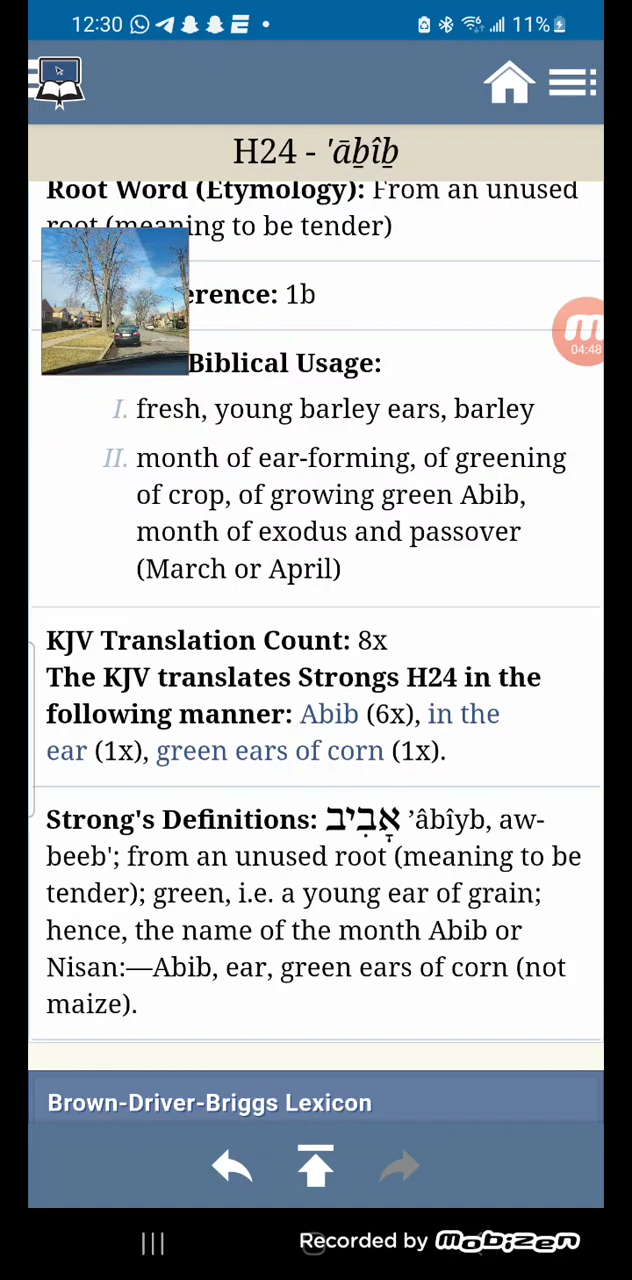 12:30 11%
H24 - 'āḇîḇ
Root Word (Etymology): From an unused
root (meaning to be tender)
erence: 1b
Biblical Usage:
04:48
I. fresh, young barley ears, barley
II. month of ear-forming, of greening
of crop, of growing green Abib,
month of exodus and passover
(March or April)
KJV Translation Count: 8x
The KJV translates Strongs H24 in the
following manner: Abib (6x), in the
ear (1x), green ears of corn (1x).
Strong's Definitions: אָבִיב ʼâbîyb, aw-
beeb'; from an unused root (meaning to be
tender); green, i.e. a young ear of grain;
hence, the name of the month Abib or
Nisan:—Abib, ear, green ears of corn (not
maize).
Brown-Driver-Briggs Lexicon
Recorded by mobizen